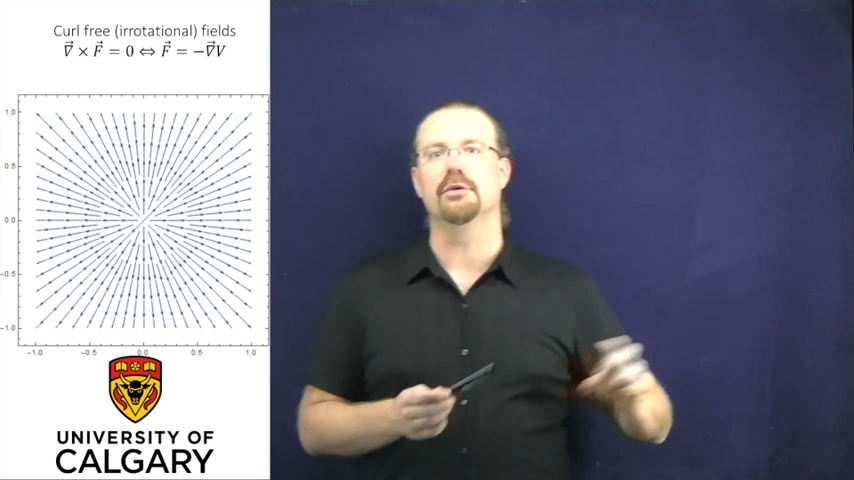 Curl free (irrotational) fields
∇⃗ × F⃗ = 0 ⇔ F⃗ = −∇⃗V
1.0
0.5
0.0
-0.5
-1.0
-1.0 -0.5 0.0 0.5 1.0
UNIVERSITY OF
CALGARY